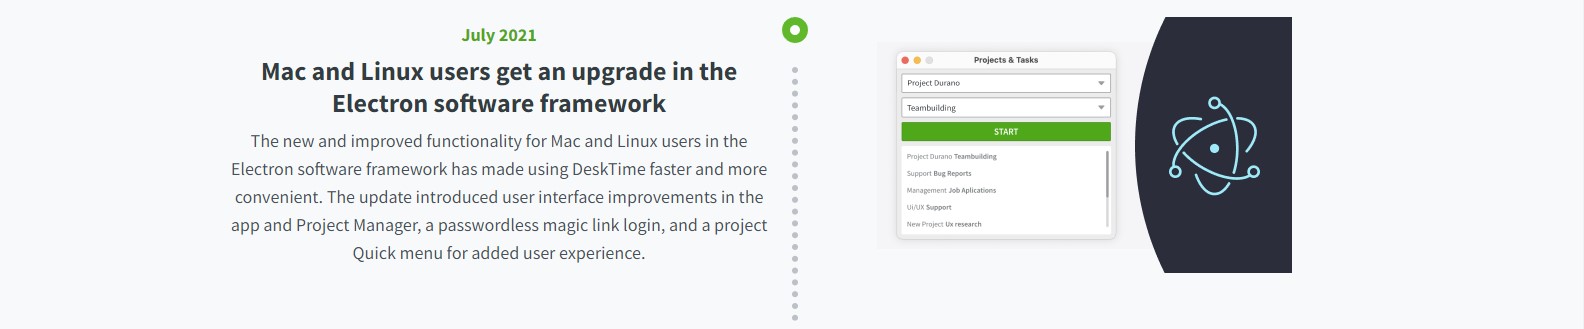 July 2021
Mac and Linux users get an upgrade in the
Electron software framework
The new and improved functionality for Mac and Linux users in the
Electron software framework has made using DeskTime faster and more
convenient. The update introduced user interface improvements in the
app and Project Manager, a passwordless magic link login, and a project
Quick menu for added user experience.
Projects & Tasks
Project Durano
Teambuilding
START
Project Durano Teambuilding
Support Bug Reports
Management Job Aplications
UI/UX Support
New Project Ux research